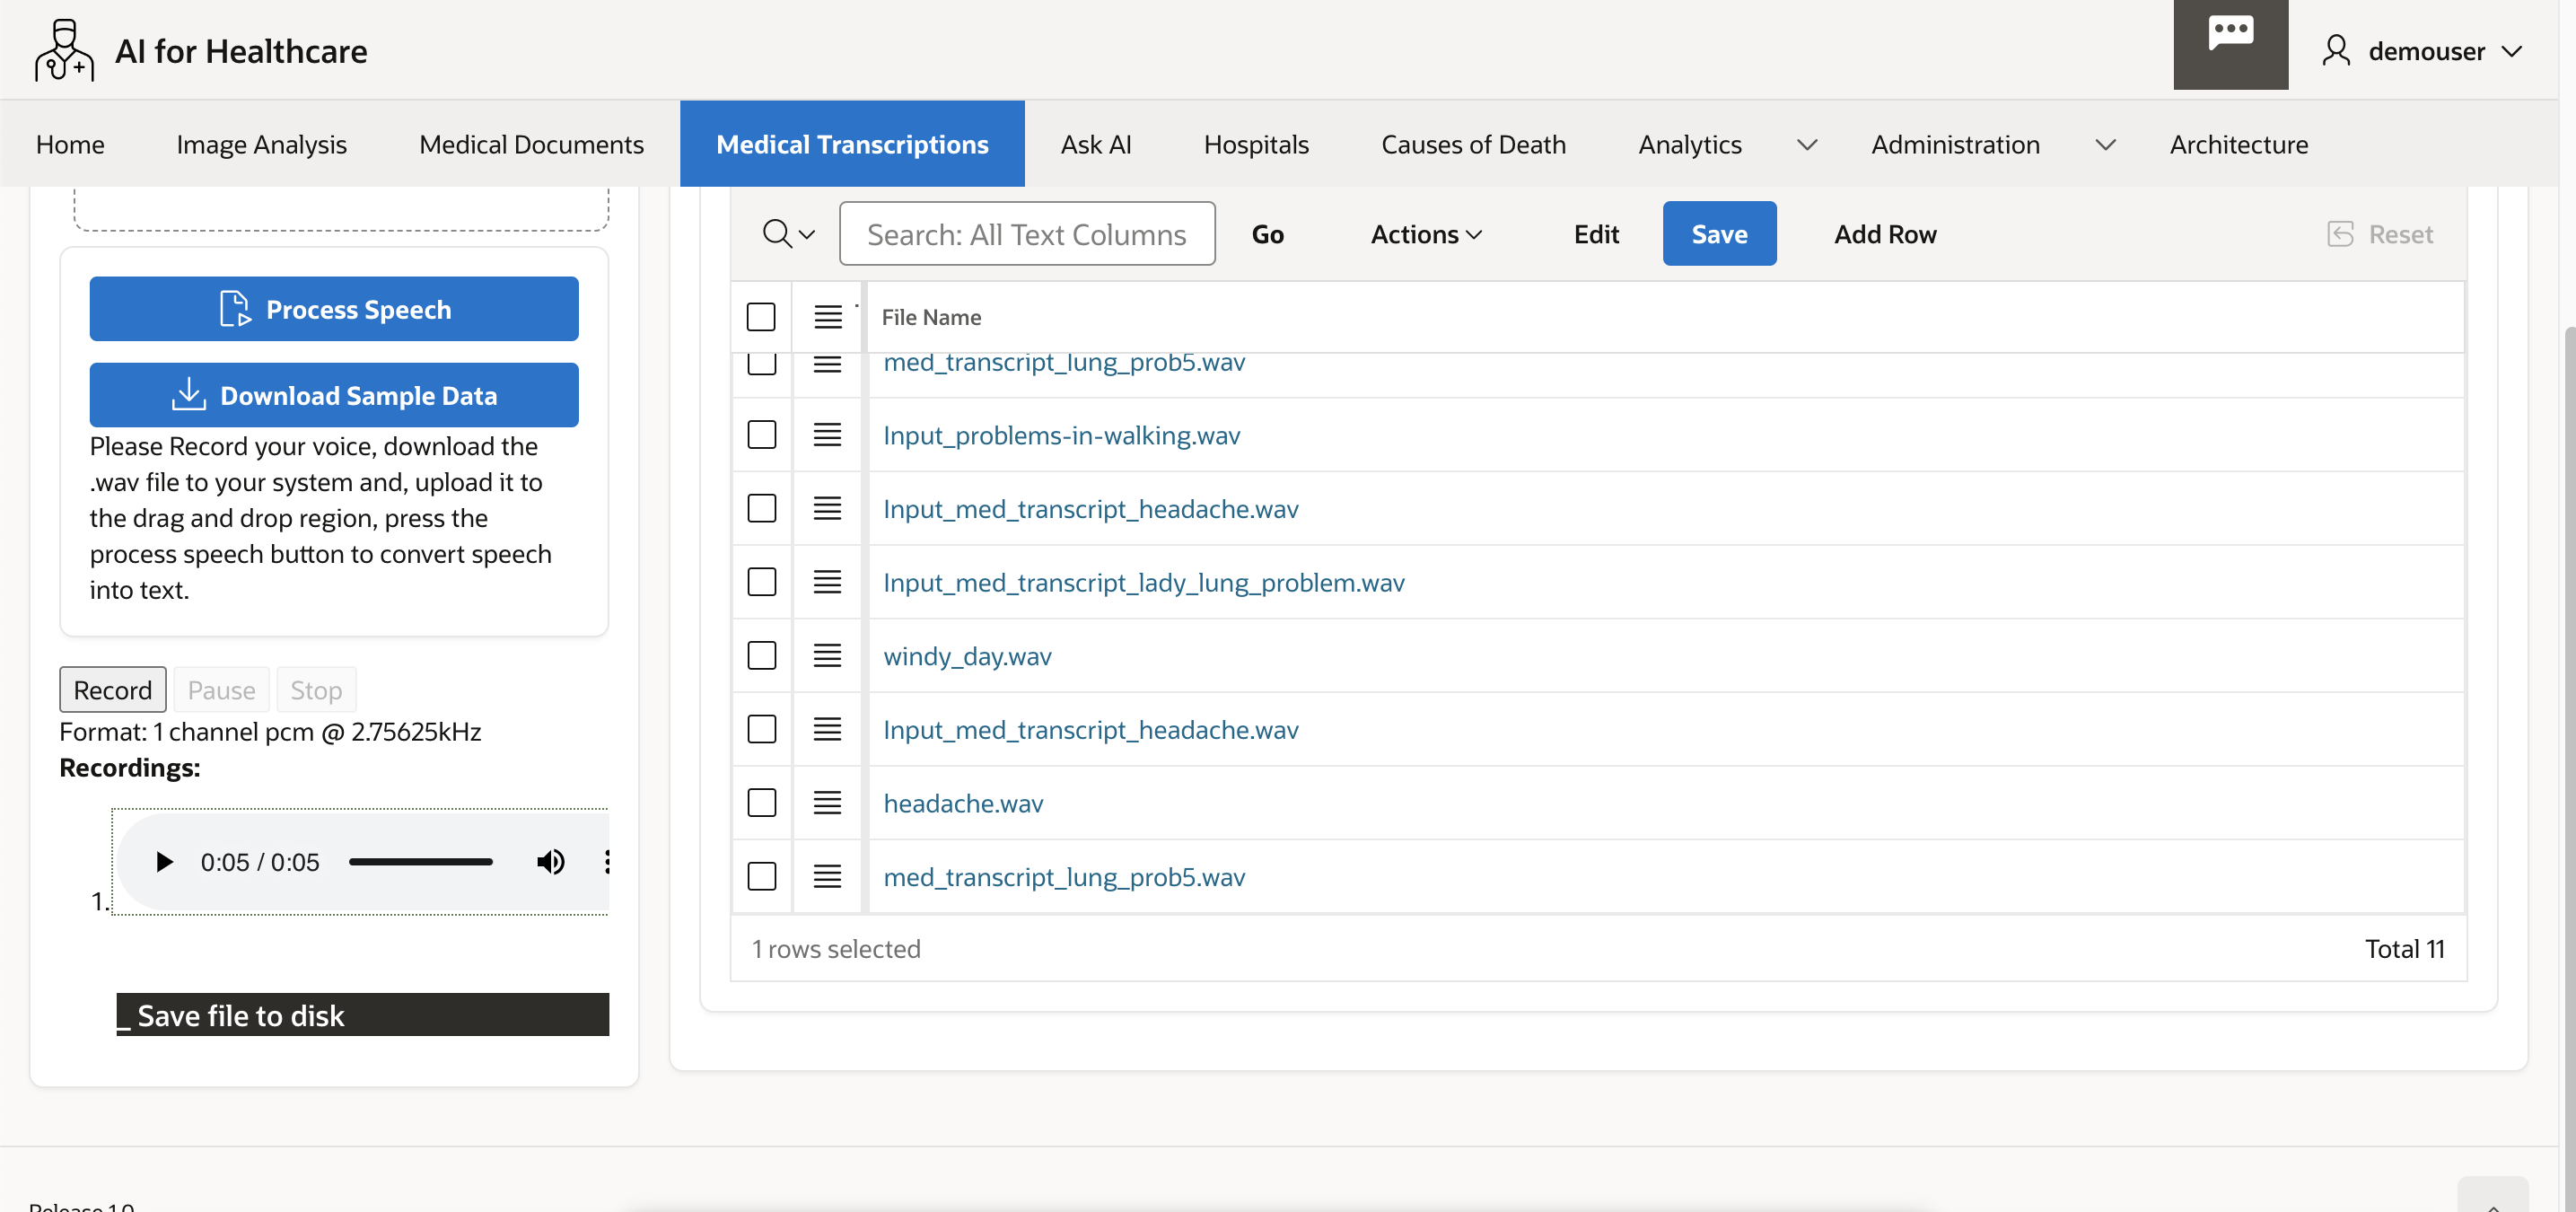 AI for Healthcare
demouser
Home Image Analysis Medical Documents Medical Transcriptions Ask AI Hospitals Causes of Death Analytics Administration Architecture
Process Speech
Download Sample Data
Please Record your voice, download the
.wav file to your system and, upload it to
the drag and drop region, press the
process speech button to convert speech
into text.
Record Pause Stop
Format: 1 channel pcm @ 2.75625kHz
Recordings:
1.
0:05 / 0:05
_ Save file to disk
Search: All Text Columns Go Actions Edit Save Add Row Reset
File Name
med_transcript_lung_prob5.wav
Input_problems-in-walking.wav
Input_med_transcript_headache.wav
Input_med_transcript_lady_lung_problem.wav
windy_day.wav
Input_med_transcript_headache.wav
headache.wav
med_transcript_lung_prob5.wav
1 rows selected Total 11
Release 1.0